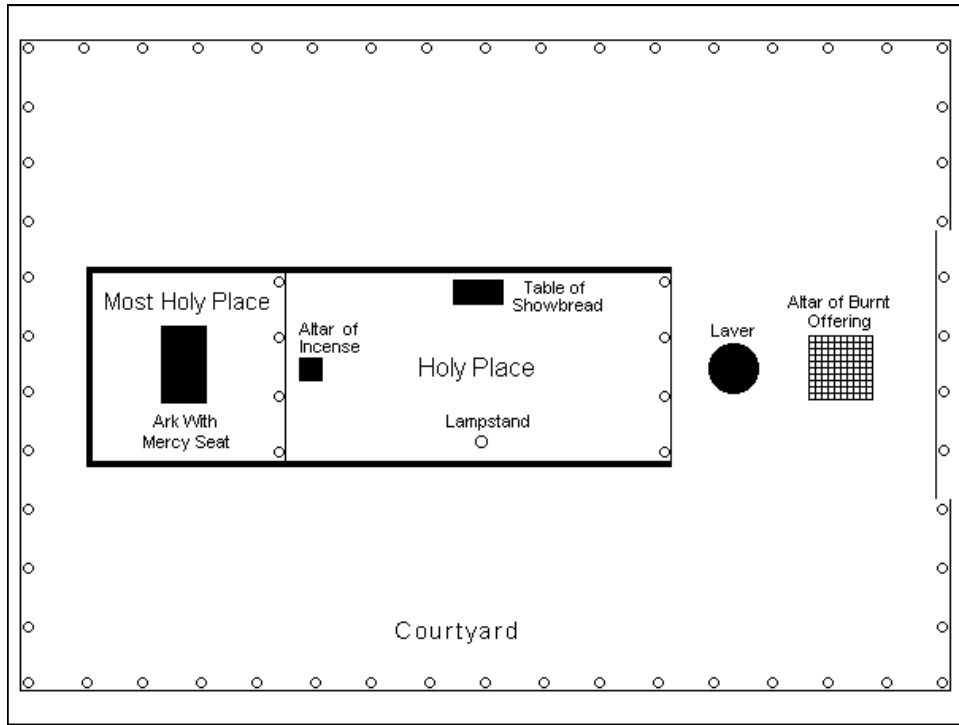 Most Holy Place
Ark With
Mercy Seat
Altar of
Incense
Table of
Showbread
Holy Place
Lampstand
Laver
Altar of Burnt
Offering
Courtyard